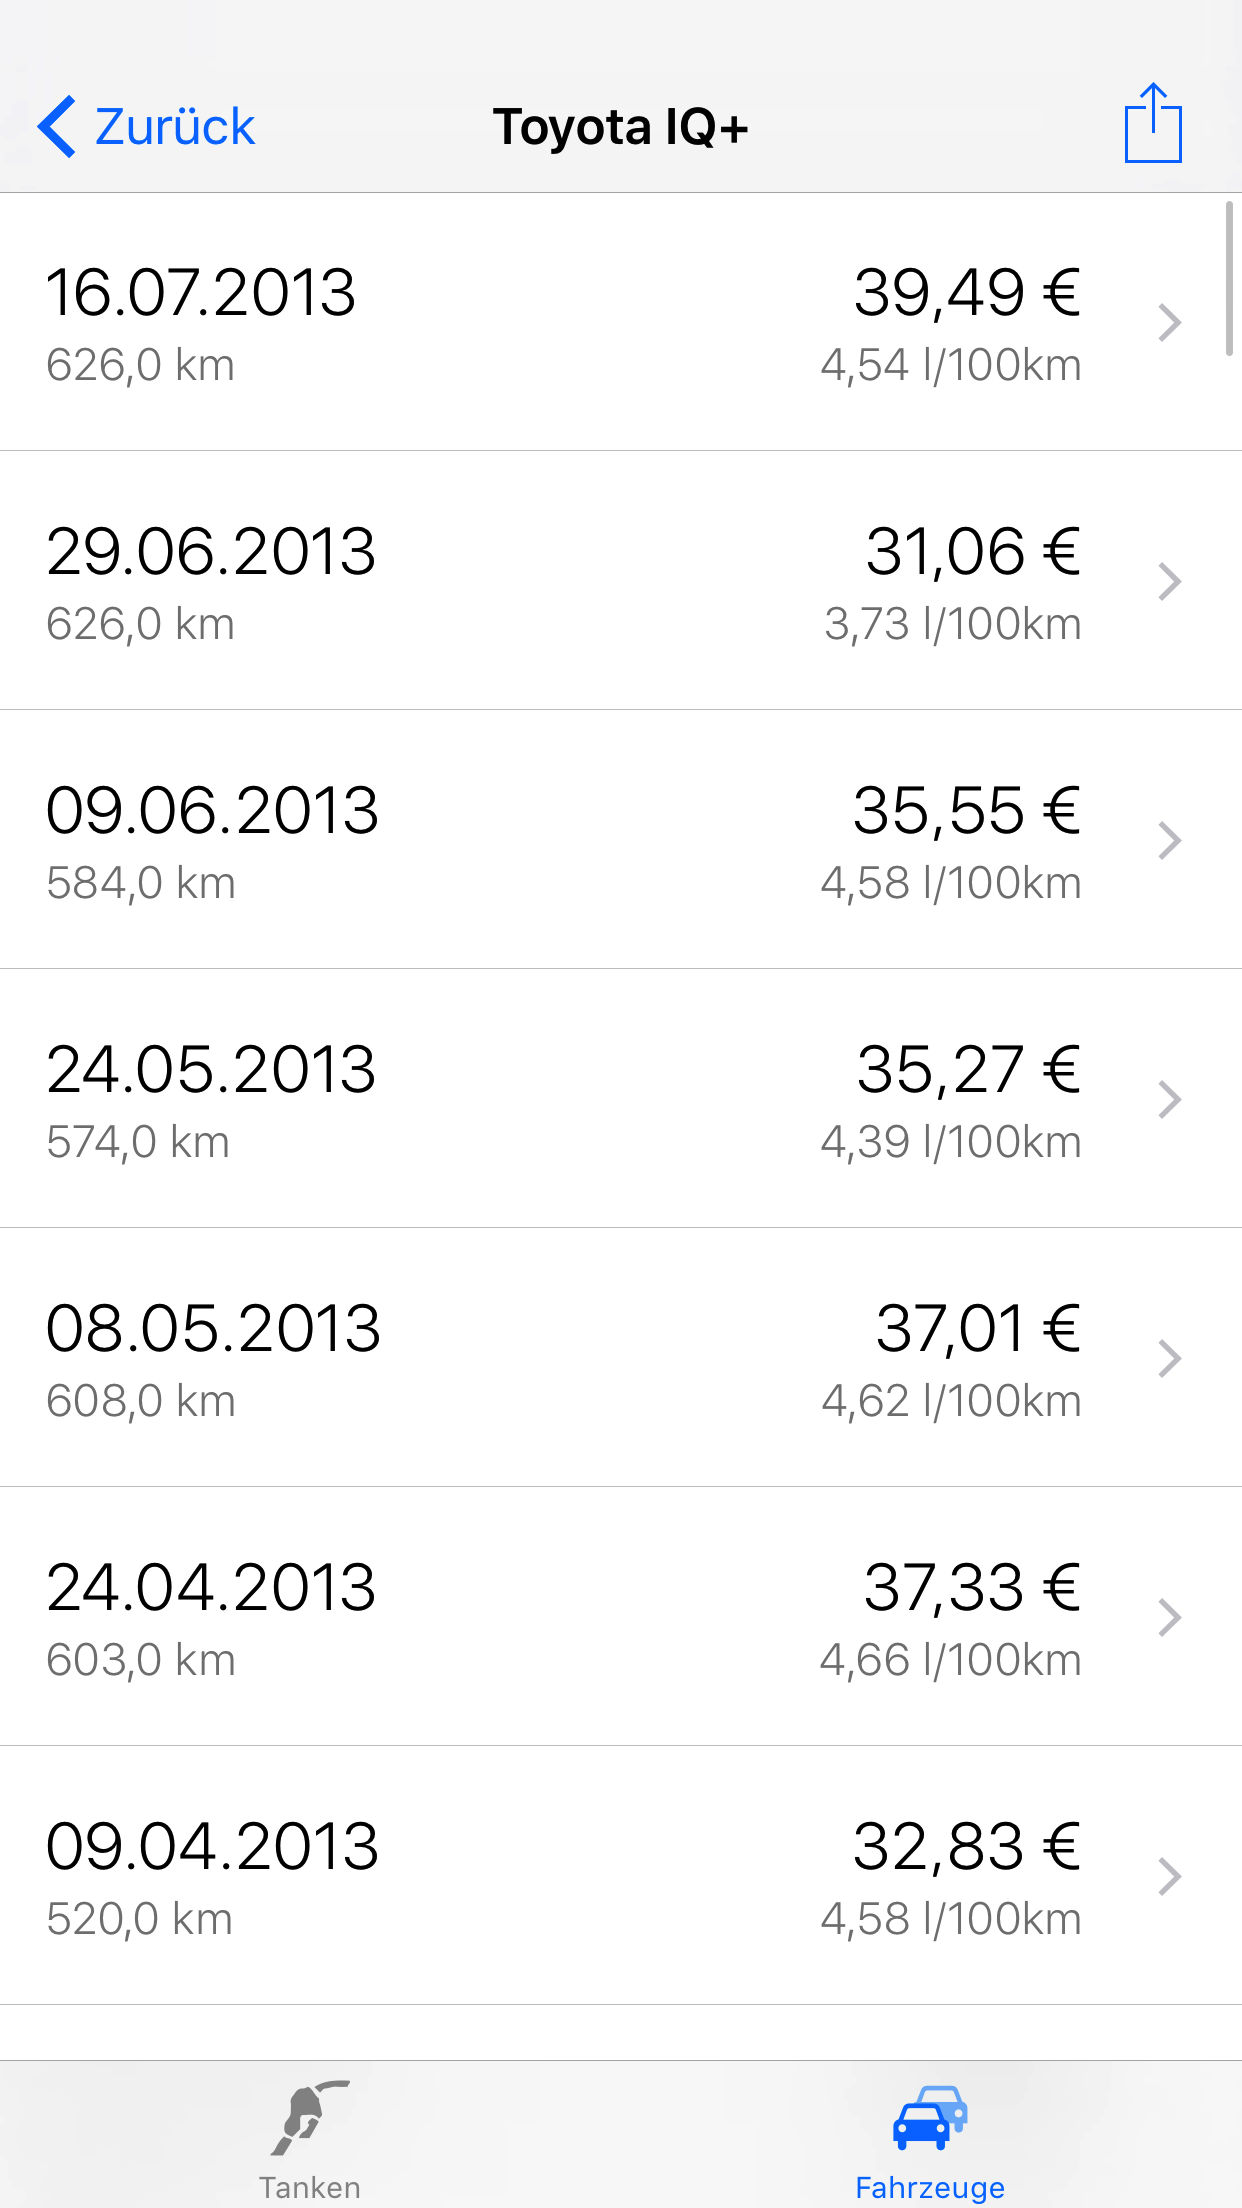 Zurück
Toyota IQ+
16.07.2013 39,49 €
626,0 km 4,54 l/100km
29.06.2013 31,06 €
626,0 km 3,73 l/100km
09.06.2013 35,55 €
584,0 km 4,58 l/100km
24.05.2013 35,27 €
574,0 km 4,39 l/100km
08.05.2013 37,01 €
608,0 km 4,62 l/100km
24.04.2013 37,33 €
603,0 km 4,66 l/100km
09.04.2013 32,83 €
520,0 km 4,58 l/100km
Tanken
Fahrzeuge